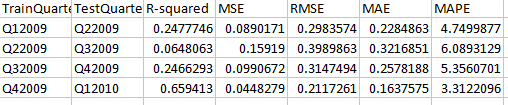 TrainQuarte TestQuarte R-squared MSE RMSE MAE MAPE
Q12009 Q22009 0.2477746 0.0890171 0.2983574 0.2284863 4.7499877
Q22009 Q32009 0.0648063 0.15919 0.3989863 0.3216851 6.0893129
Q32009 Q42009 0.2466293 0.0990672 0.3147494 0.2578188 5.3560701
Q42009 Q12010 0.659413 0.0448279 0.2117261 0.1637575 3.3122096